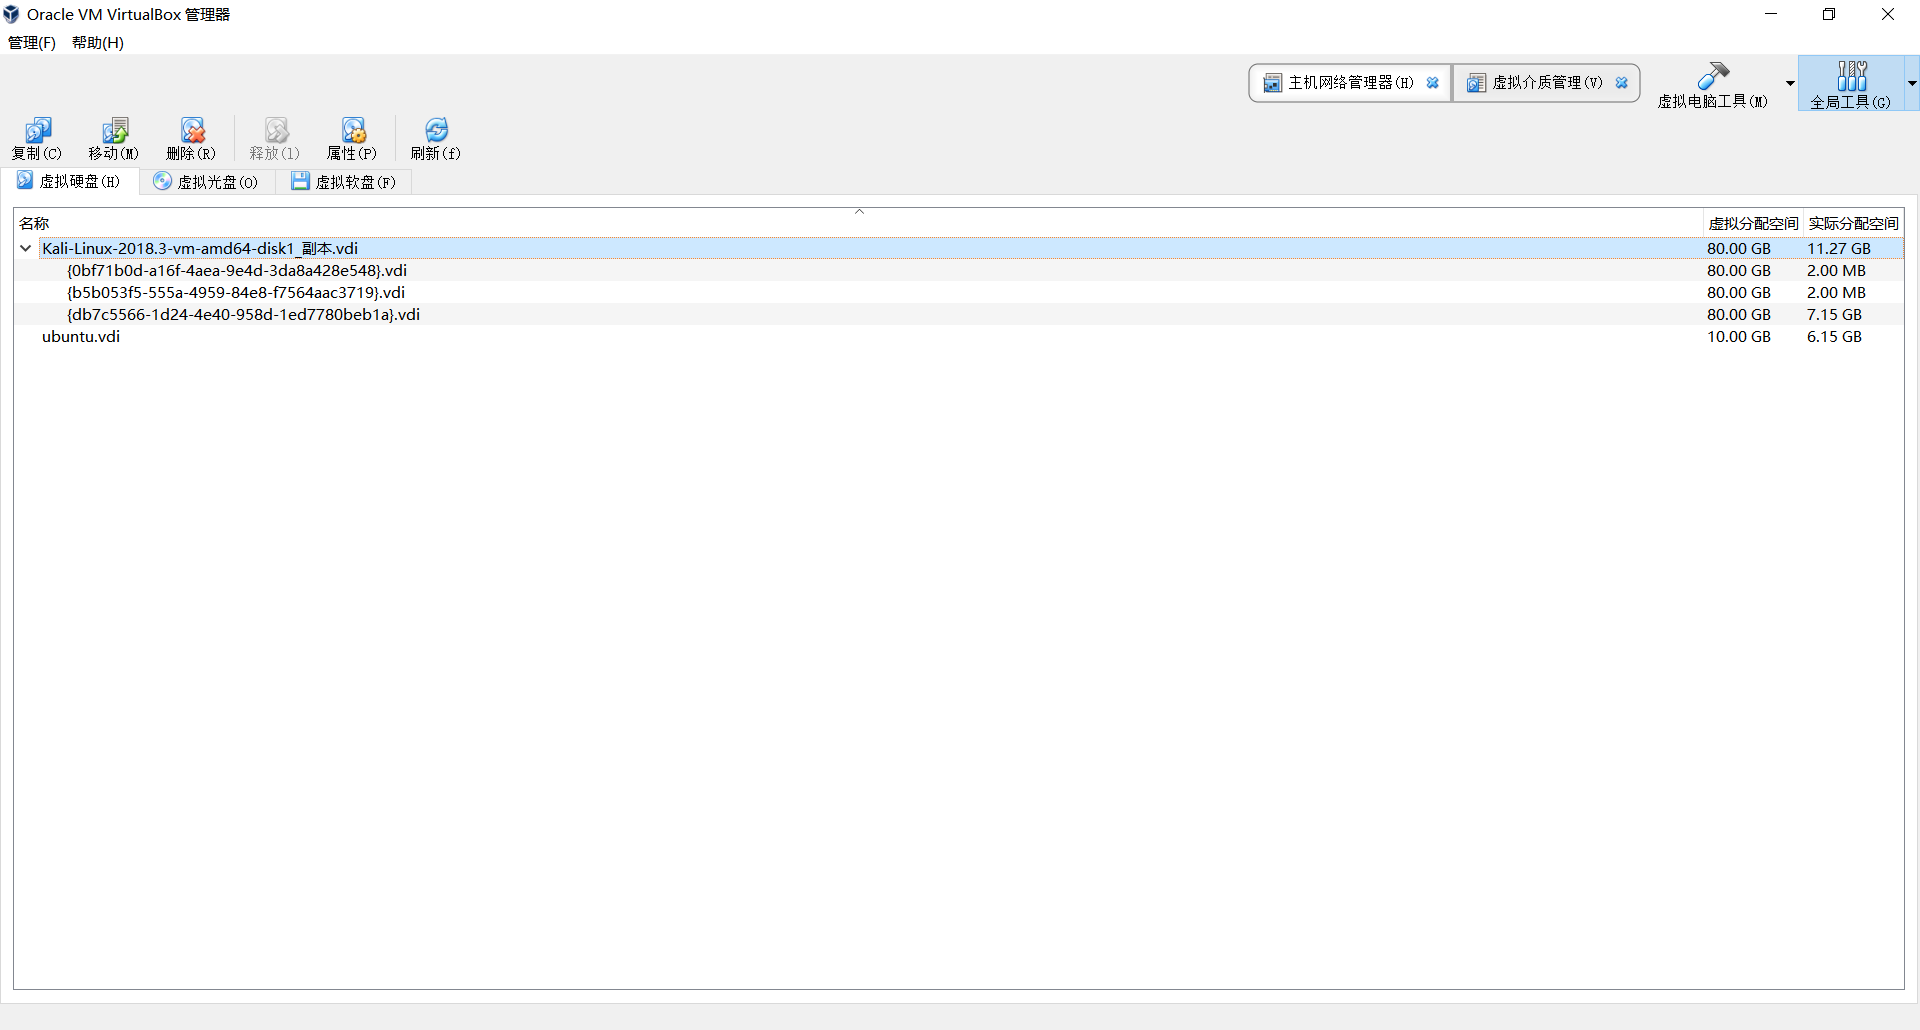 Oracle VM VirtualBox 管理器
管理(F) 帮助(H)
主机网络管理器(H) 虚拟介质管理(V) 虚拟电脑工具(M) 全局工具(G)
复制(C) 移动(M) 删除(R) 释放(l) 属性(P) 刷新(f)
虚拟硬盘(H) 虚拟光盘(O) 虚拟软盘(F)
名称 虚拟分配空间 实际分配空间
Kali-Linux-2018.3-vm-amd64-disk1_副本.vdi 80.00 GB 11.27 GB
{0bf71b0d-a16f-4aea-9e4d-3da8a428e548}.vdi 80.00 GB 2.00 MB
{b5b053f5-555a-4959-84e8-f7564aac3719}.vdi 80.00 GB 2.00 MB
{db7c5566-1d24-4e40-958d-1ed7780beb1a}.vdi 80.00 GB 7.15 GB
ubuntu.vdi 10.00 GB 6.15 GB